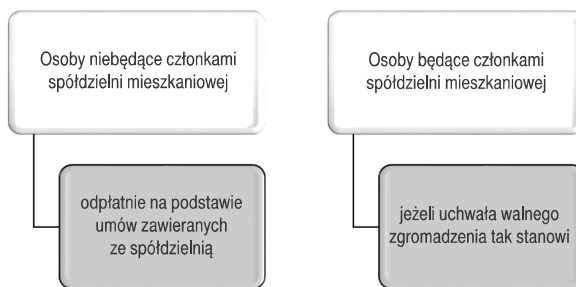 Osoby niebędące członkami
spółdzielni mieszkaniowej
odpłatnie na podstawie
umów zawieranych
ze spółdzielnią
Osoby będące członkami
spółdzielni mieszkaniowej
jeżeli uchwała walnego
zgromadzenia tak stanowi